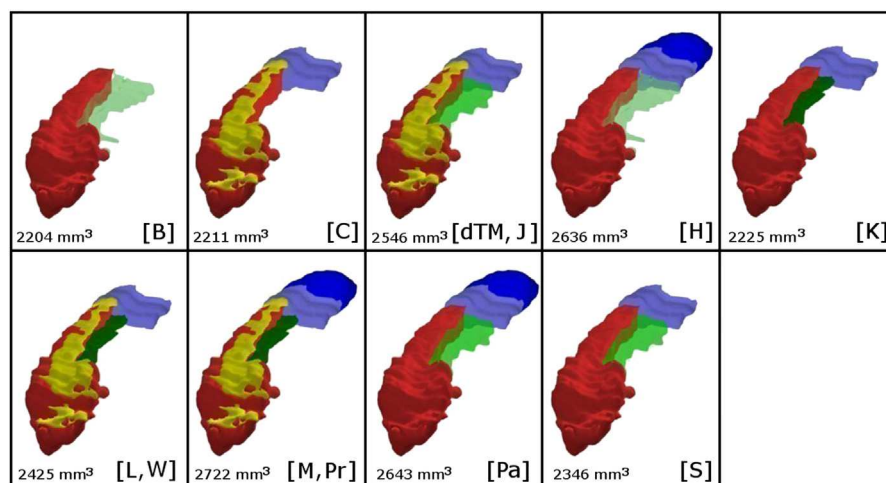 2204 mm³ [B]
2211 mm³ [C]
2546 mm³ [dTM, J]
2636 mm³ [H]
2225 mm³ [K]
2425 mm³ [L, W]
2722 mm³ [M, Pr]
2643 mm³ [Pa]
2346 mm³ [S]